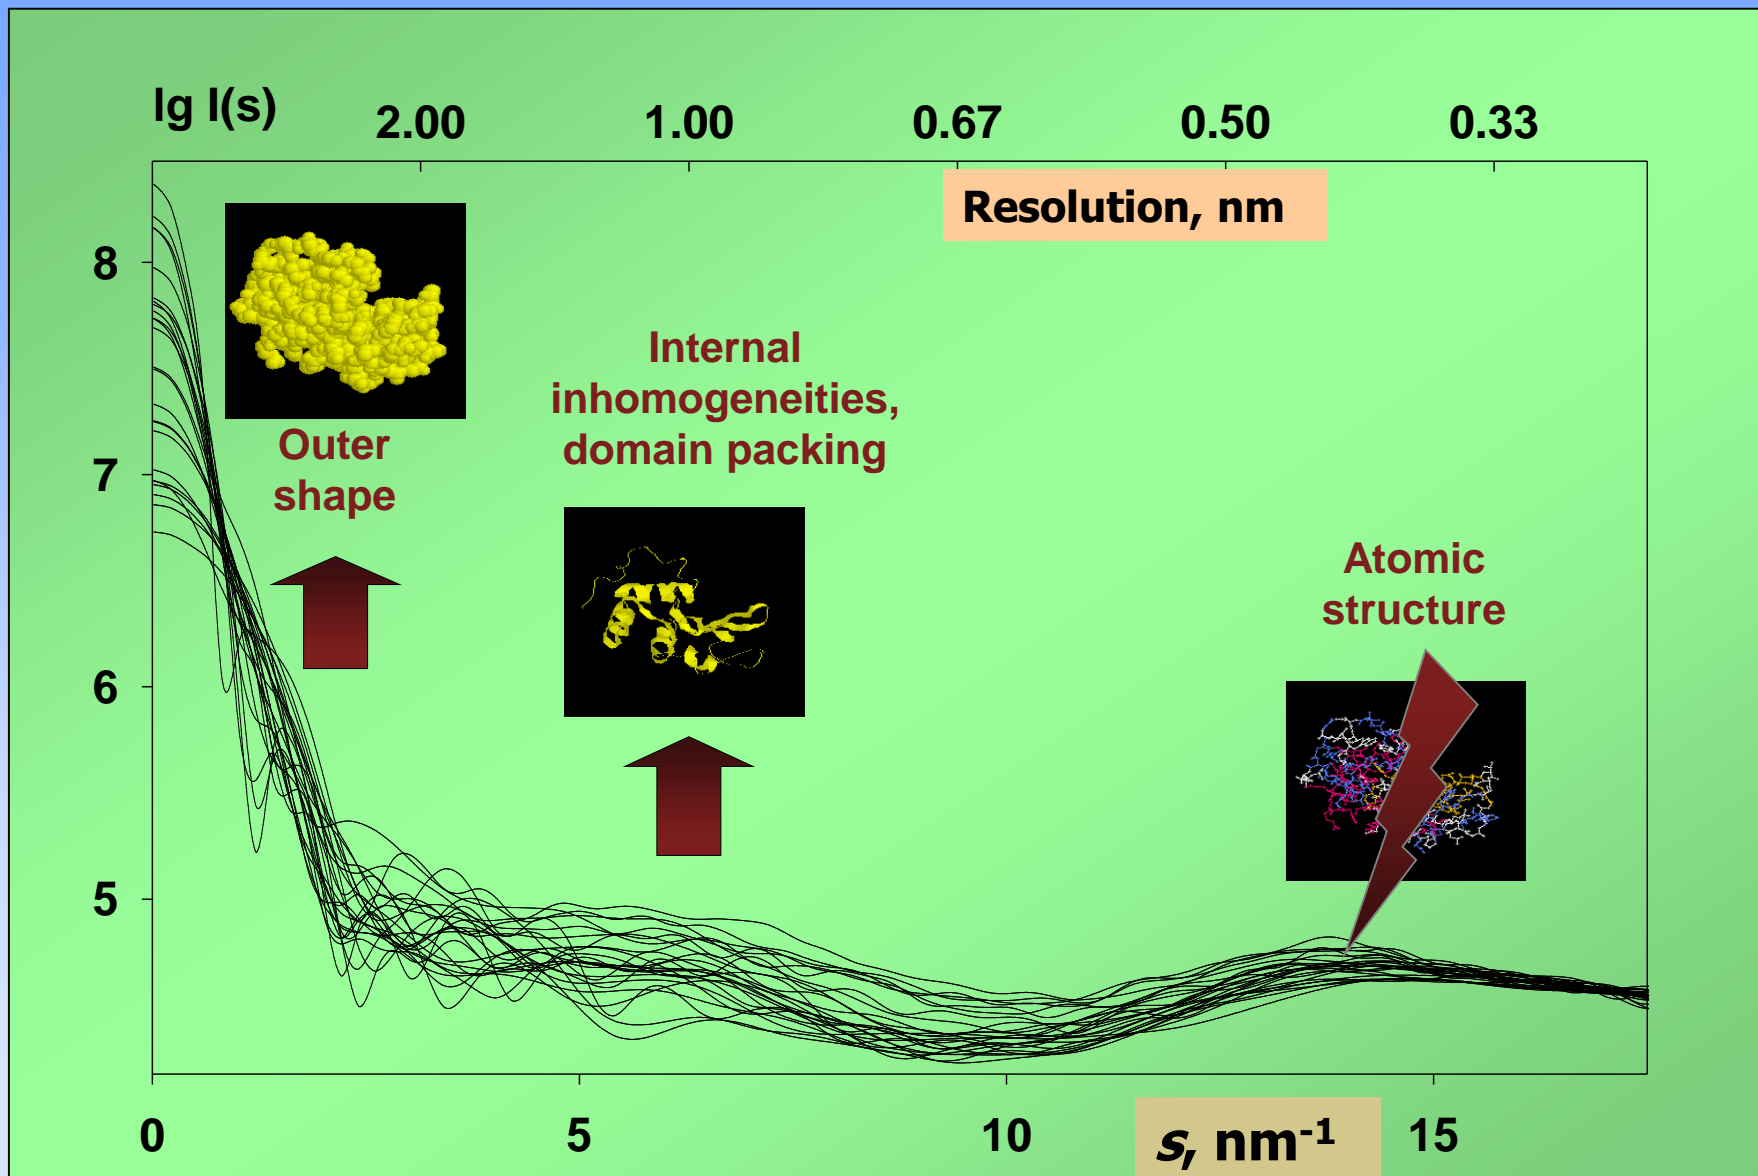 lg I(s)
2.00 1.00 0.67 0.50 0.33
Resolution, nm
8
7
6
5
Outer
shape
Internal
inhomogeneities,
domain packing
Atomic
structure
0 5 10 15
s, nm⁻¹